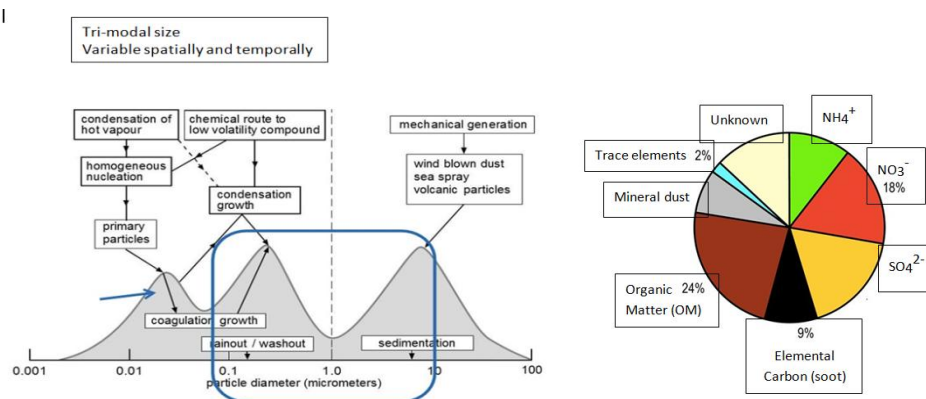 l
Tri-modal size
Variable spatially and temporally
condensation of
hot vapour
chemical route to
low volatility compound
homogeneous
nucleation
condensation
growth
primary
particles
mechanical generation
wind blown dust
sea spray
volcanic particles
coagulation growth
rainout / washout
sedimentation
0.001
0.01
0.1
1.0
10
100
particle diameter (micrometers)
Unknown
NH4+
Trace elements 2%
NO3-
18%
Mineral dust
SO4 2-
Organic 24%
Matter (OM)
9%
Elemental
Carbon (soot)